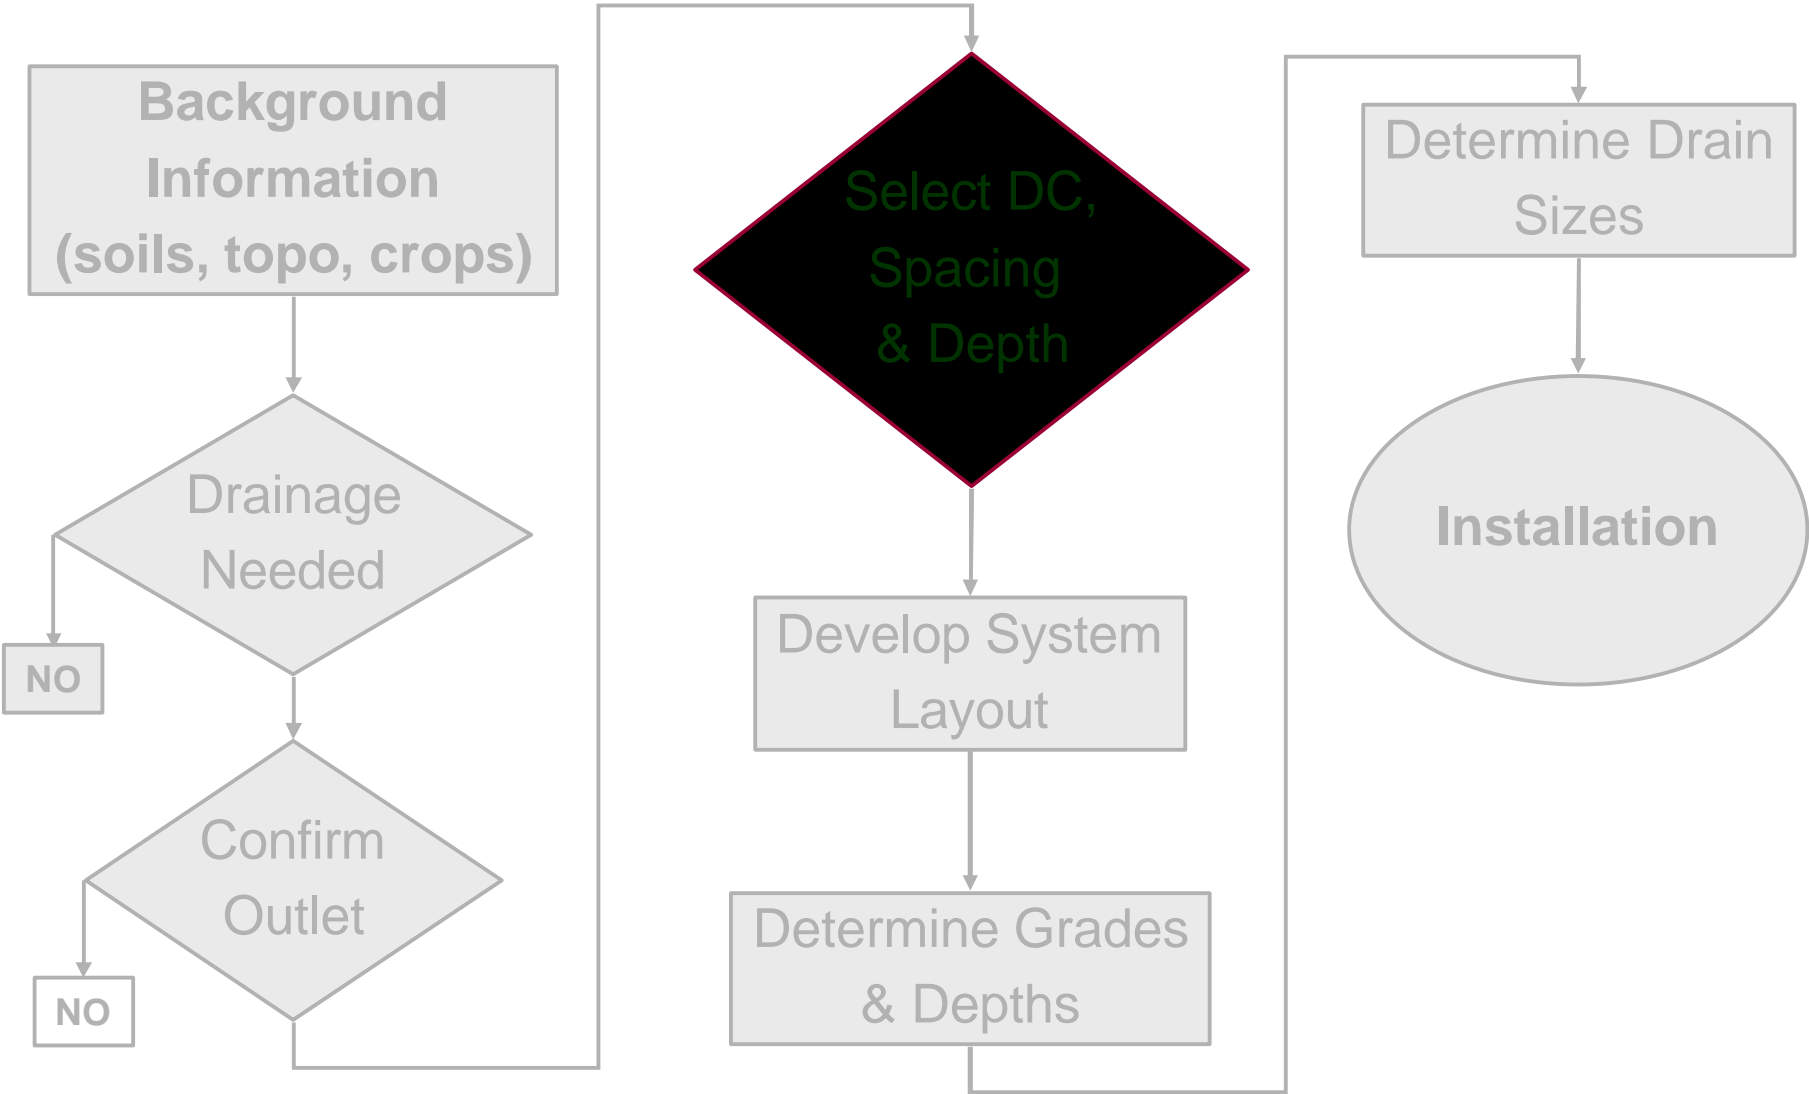 Background
Information
(soils, topo, crops)
Drainage
Needed
NO
Confirm
Outlet
NO
Select DC,
Spacing
& Depth
Develop System
Layout
Determine Grades
& Depths
Determine Drain
Sizes
Installation